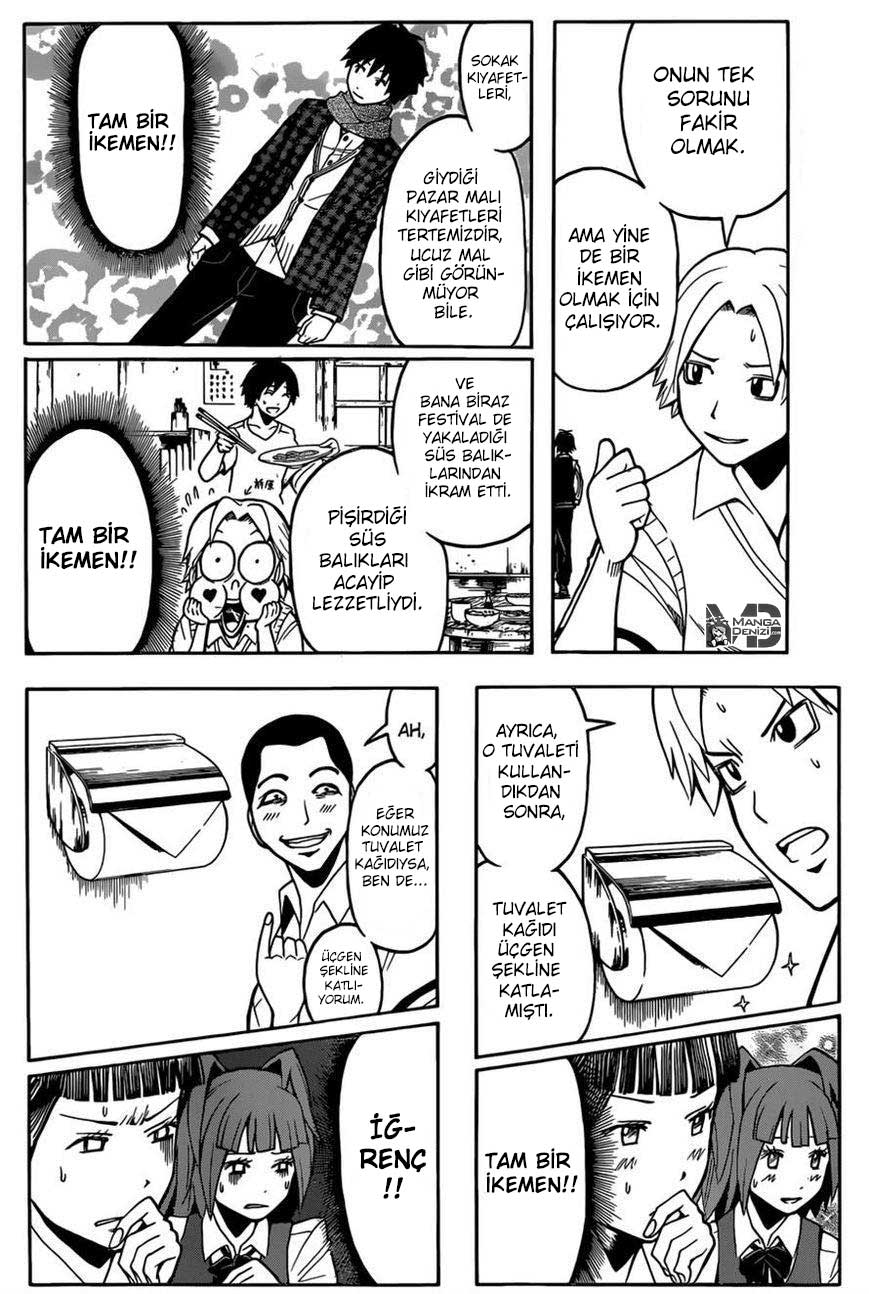 ONUN TEK
SORUNU
FAKİR
OLMAK.
AMA YİNE
DE BİR
İKEMEN
OLMAK İÇİN
ÇALIŞIYOR.
MANGA
DENİZİ.com
SOKAK
KIYAFET-
LERİ,
GİYDİĞİ
PAZAR MALI
KIYAFETLERİ
TERTEMİZDİR,
UCUZ MAL
GİBİ GÖRÜN-
MÜYOR
BİLE.
TAM BİR
İKEMEN!!
VE
BANA BİRAZ
FESTİVAL DE
YAKALADIĞI
SÜS BALIK-
LARINDAN
İKRAM ETTİ.
PİŞİRDİĞİ
SÜS
BALIKLARI
ACAYİP
LEZZETLİYDİ.
TAM BİR
İKEMEN!!
AYRICA,
O TUVALETİ
KULLAN-
DIKDAN
SONRA,
TUVALET
KAĞIDI
ÜÇGEN
ŞEKLİNE
KATLA-
MIŞTI.
AH,
EĞER
KONUMUZ
TUVALET
KAĞIDIYSA,
BEN DE...
ÜÇGEN
ŞEKLİNE
KATLI-
YORUM.
TAM BİR
İKEMEN!!
İĞ-
RENÇ
!!